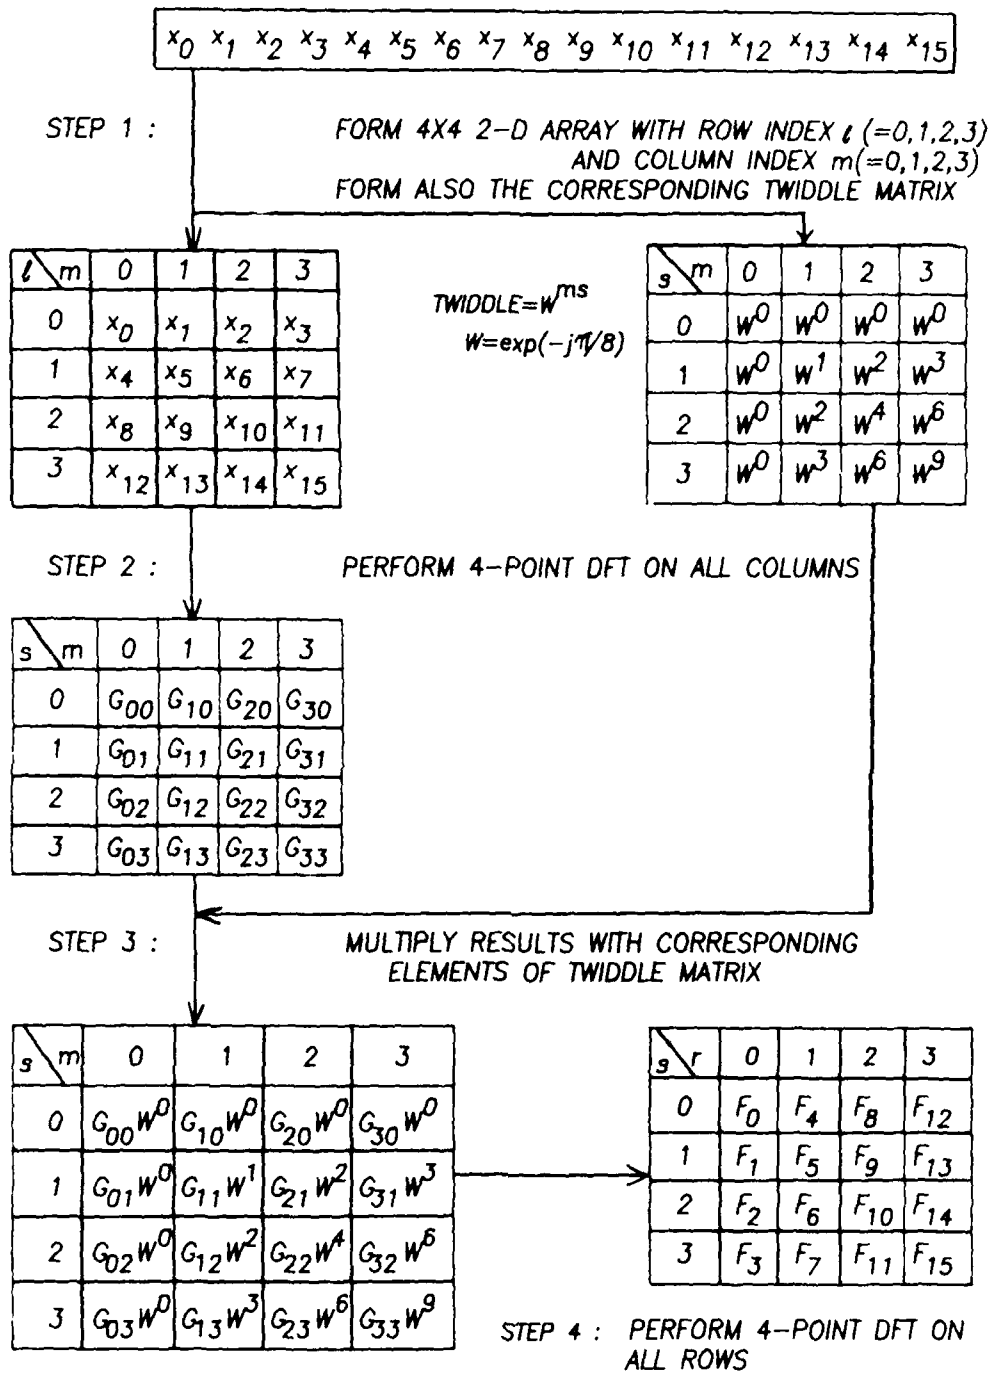 x0 x1 x2 x3 x4 x5 x6 x7 x8 x9 x10 x11 x12 x13 x14 x15
STEP 1 :
FORM 4X4 2-D ARRAY WITH ROW INDEX ℓ (=0,1,2,3)
AND COLUMN INDEX m(=0,1,2,3)
FORM ALSO THE CORRESPONDING TWIDDLE MATRIX
ℓ m 0 1 2 3
0 x0 x1 x2 x3
1 x4 x5 x6 x7
2 x8 x9 x10 x11
3 x12 x13 x14 x15
TWIDDLE=W^ms
W=exp(-jπ/8)
s m 0 1 2 3
0 W^0 W^0 W^0 W^0
1 W^0 W^1 W^2 W^3
2 W^0 W^2 W^4 W^6
3 W^0 W^3 W^6 W^9
STEP 2 :
PERFORM 4-POINT DFT ON ALL COLUMNS
s m 0 1 2 3
0 G00 G10 G20 G30
1 G01 G11 G21 G31
2 G02 G12 G22 G32
3 G03 G13 G23 G33
STEP 3 :
MULTIPLY RESULTS WITH CORRESPONDING
ELEMENTS OF TWIDDLE MATRIX
s m 0 1 2 3
0 G00W^0 G10W^0 G20W^0 G30W^0
1 G01W^0 G11W^1 G21W^2 G31W^3
2 G02W^0 G12W^2 G22W^4 G32W^6
3 G03W^0 G13W^3 G23W^6 G33W^9
s r 0 1 2 3
0 F0 F4 F8 F12
1 F1 F5 F9 F13
2 F2 F6 F10 F14
3 F3 F7 F11 F15
STEP 4 : PERFORM 4-POINT DFT ON
ALL ROWS